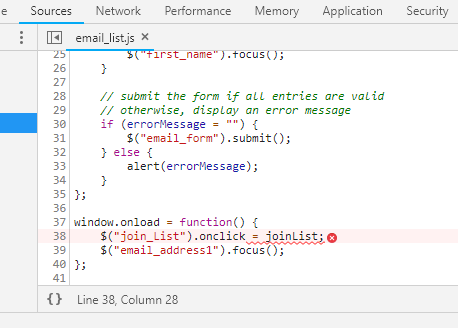 e Sources Network Performance Memory Application Security
email_list.js ×
25 $("first_name").focus();
26 }
27
28 // submit the form if all entries are valid
29 // otherwise, display an error message
30 if (errorMessage = "") {
31 $("email_form").submit();
32 } else {
33 alert(errorMessage);
34 }
35 };
36
37 window.onload = function() {
38 $("join_List").onclick = joinList;
39 $("email_address1").focus();
40 };
41
{} Line 38, Column 28